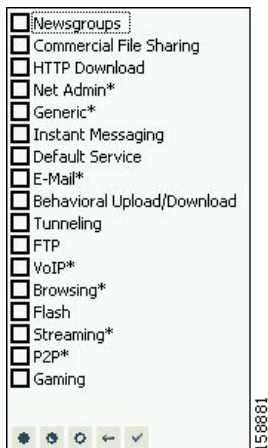 Newsgroups
Commercial File Sharing
HTTP Download
Net Admin*
Generic*
Instant Messaging
Default Service
E-Mail*
Behavioral Upload/Download
Tunneling
FTP
VoIP*
Browsing*
Flash
Streaming*
P2P*
Gaming
158881